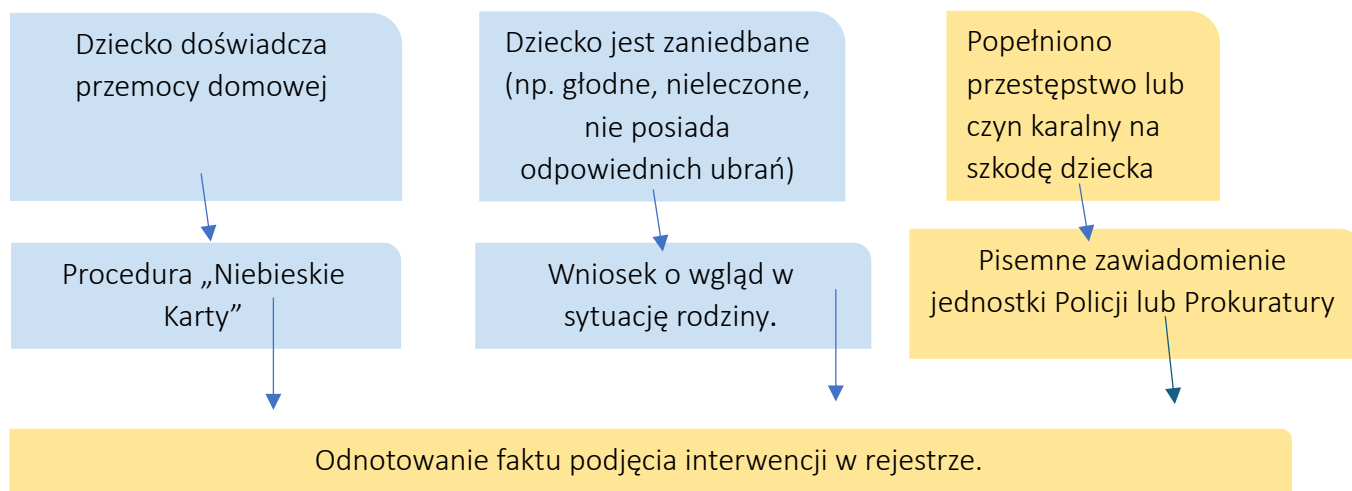 Dziecko doświadcza
przemocy domowej
Dziecko jest zaniedbane
(np. głodne, nieleczone,
nie posiada
odpowiednich ubrań)
Popełniono
przestępstwo lub
czyn karalny na
szkodę dziecka
Procedura „Niebieskie
Karty”
Wniosek o wgląd w
sytuację rodziny.
Pisemne zawiadomienie
jednostki Policji lub Prokuratury
Odnotowanie faktu podjęcia interwencji w rejestrze.